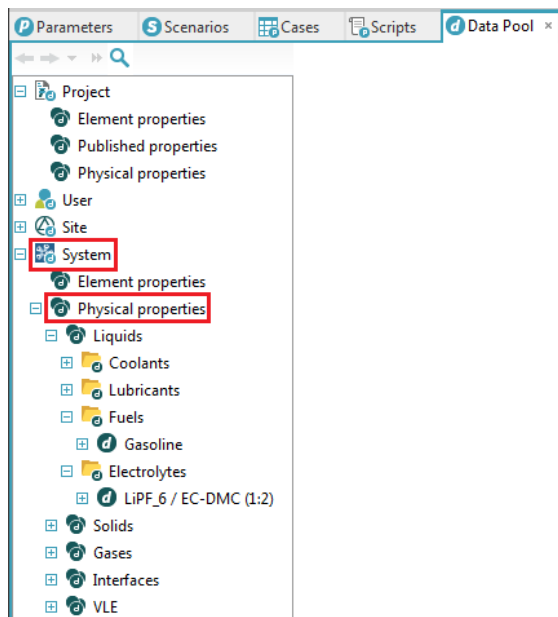 Parameters Scenarios Cases Scripts Data Pool
Project
Element properties
Published properties
Physical properties
User
Site
System
Element properties
Physical properties
Liquids
Coolants
Lubricants
Fuels
Gasoline
Electrolytes
LiPF_6 / EC-DMC (1:2)
Solids
Gases
Interfaces
VLE